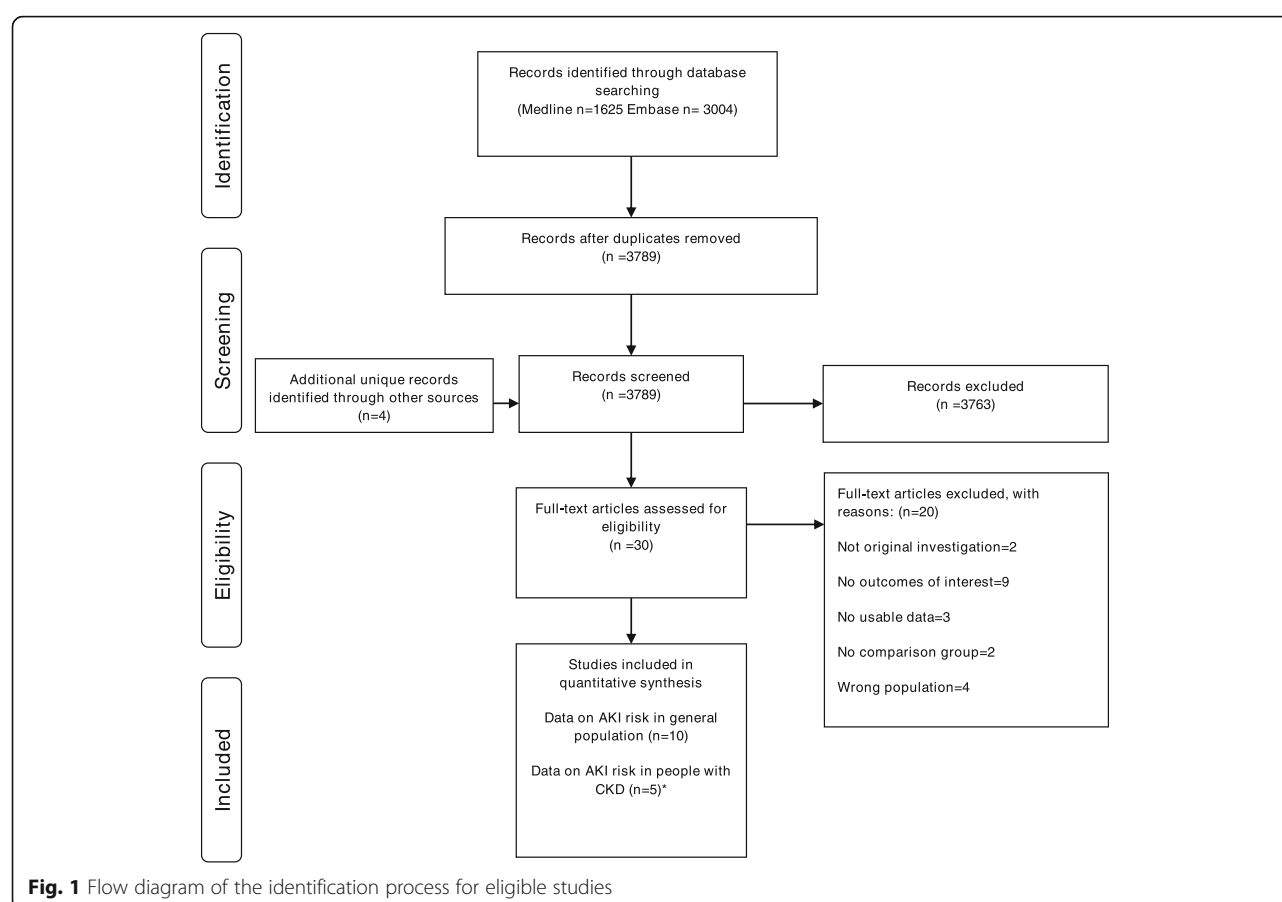 Identification
Records identified through database
searching
(Medline n=1625 Embase n= 3004)
Records after duplicates removed
(n =3789)
Screening
Additional unique records
identified through other sources
(n=4)
Records screened
(n =3789)
Records excluded
(n =3763)
Eligibility
Full-text articles assessed for
eligibility
(n =30)
Full-text articles excluded, with
reasons: (n=20)
Not original investigation=2
No outcomes of interest=9
No usable data=3
No comparison group=2
Wrong population=4
Included
Studies included in
quantitative synthesis
Data on AKI risk in general
population (n=10)
Data on AKI risk in people with
CKD (n=5)*
Fig. 1 Flow diagram of the identification process for eligible studies